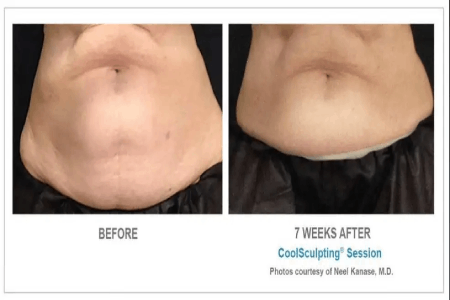 BEFORE
7 WEEKS AFTER
CoolSculpting® Session
Photos courtesy of Neel Kanase, M.D.